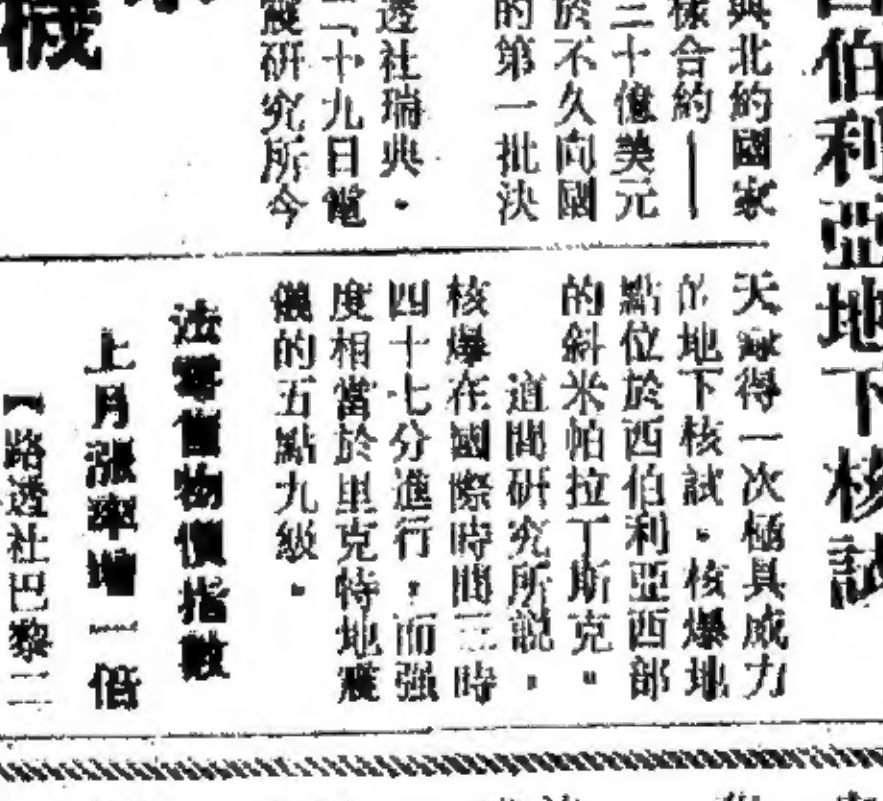 伯利亞地下核試
與北約國家
樣合約——
三十億美元
於不久向國
的第一批決
透社瑞典·
二十九日電
震研究所今
機
天錄得一次極具威力
的地下核試。核爆地
點位於西伯利亞西部
的斜米帕拉丁斯克。
這間研究所說,
核爆在國際時間三時
四十七分進行,而强
度相當於里克特地震
儀的五點九級。
法零售物價指數
上月漲率增一倍
【路透社巴黎二